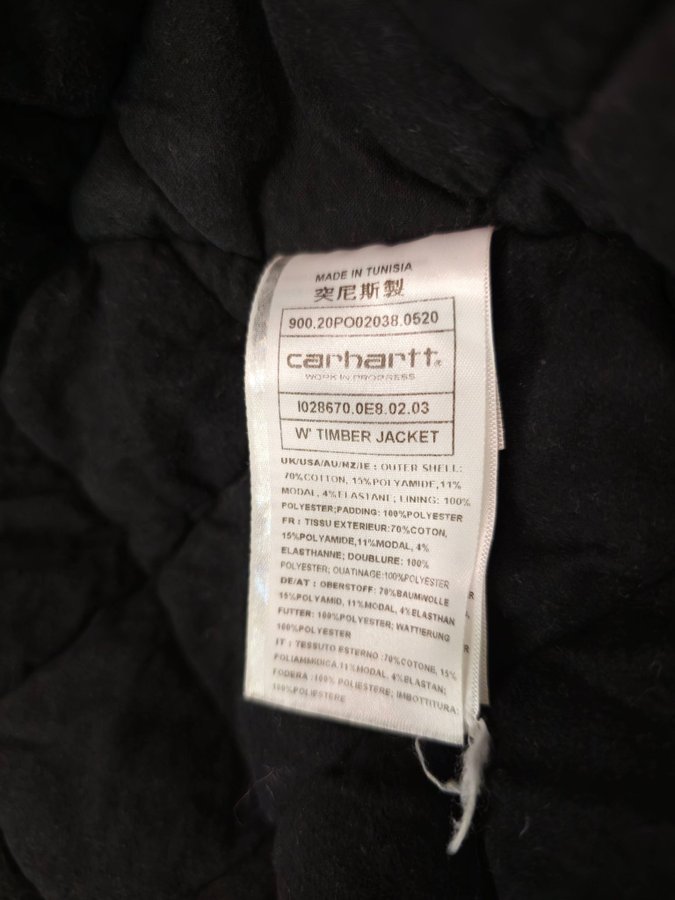 MADE IN TUNISIA
突尼斯製
900.20PO02038.0520
carhartt®
WORK IN PROGRESS
I028670.0E8.02.03
W' TIMBER JACKET
UK/USA/AU/NZ/IE : OUTER SHELL:
70%COTTON, 15%POLYAMIDE,11%
MODAL, 4%ELASTANE; LINING: 100%
POLYESTER;PADDING: 100%POLYESTER
FR : TISSU EXTERIEUR:70%COTON,
15%POLYAMIDE,11%MODAL, 4%
ELASTHANNE; DOUBLURE: 100%
POLYESTER; OUATINAGE:100%POLYESTER
DE/AT : OBERSTOFF: 70%BAUMWOLLE
15%POLYAMID, 11%MODAL, 4%ELASTHAN
FUTTER: 100%POLYESTER; WATTIERUNG
100%POLYESTER
IT : TESSUTO ESTERNO :70%COTONE, 15%
POLIAMMIDICA,11%MODAL, 4%ELASTAN;
FODERA :100% POLIESTERE; IMBOTTITURA:
100%POLIESTERE